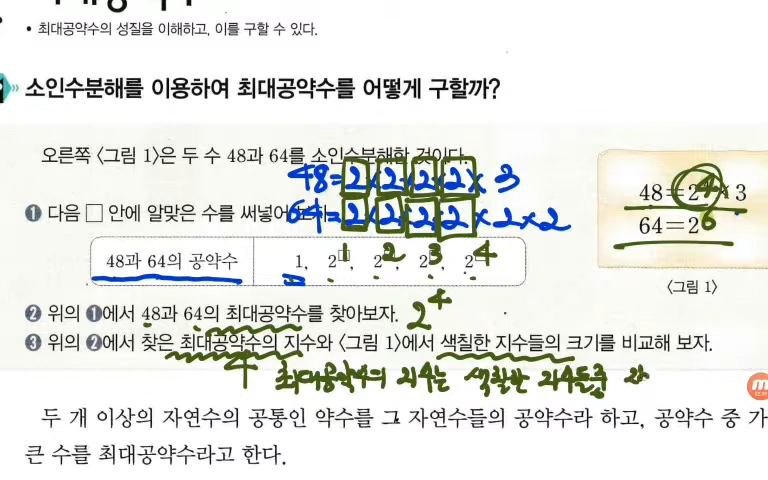 • 최대공약수의 성질을 이해하고, 이를 구할 수 있다.
소인수분해를 이용하여 최대공약수를 어떻게 구할까?
오른쪽 〈그림 1〉은 두 수 48과 64를 소인수분해한 것이다.
48=2×2×2×2×3
64=2×2×2×2×2×2
48=2⁴×3
64=2⁶
〈그림 1〉
❶ 다음 □ 안에 알맞은 수를 써넣어
48과 64의 공약수 1, 2□, 2□, 2□, 2□
1 2 3 4
❷ 위의 ❶에서 48과 64의 최대공약수를 찾아보자. 2⁴
❸ 위의 ❷에서 찾은 최대공약수의 지수와 〈그림 1〉에서 색칠한 지수들의 크기를 비교해 보자.
4 최대공약수의 지수는 색칠한 지수들중
두 개 이상의 자연수의 공통인 약수를 그 자연수들의 공약수라 하고, 공약수 중 가
큰 수를 최대공약수라고 한다.